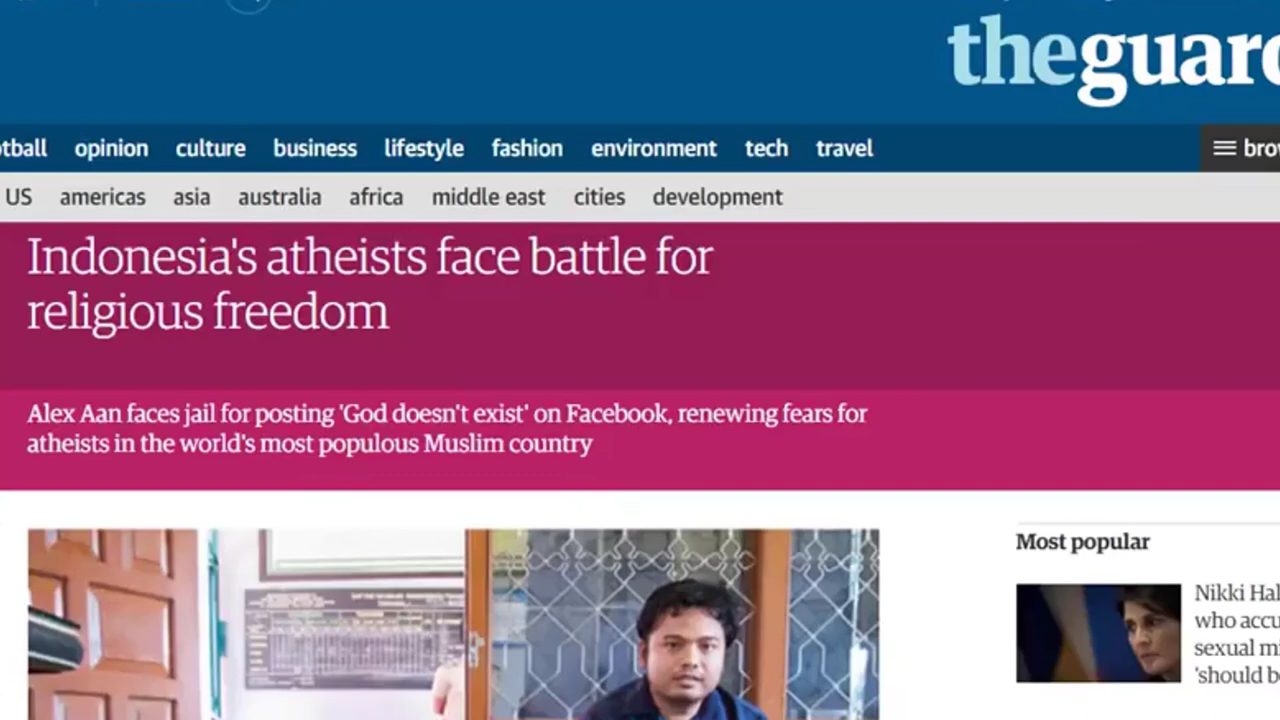 theguar
otball opinion culture business lifestyle fashion environment tech travel
US americas asia australia africa middle east cities development
Indonesia's atheists face battle for
religious freedom
Alex Aan faces jail for posting 'God doesn't exist' on Facebook, renewing fears for
atheists in the world's most populous Muslim country
Most popular
Nikki Hal
who accu
sexual m
'should b